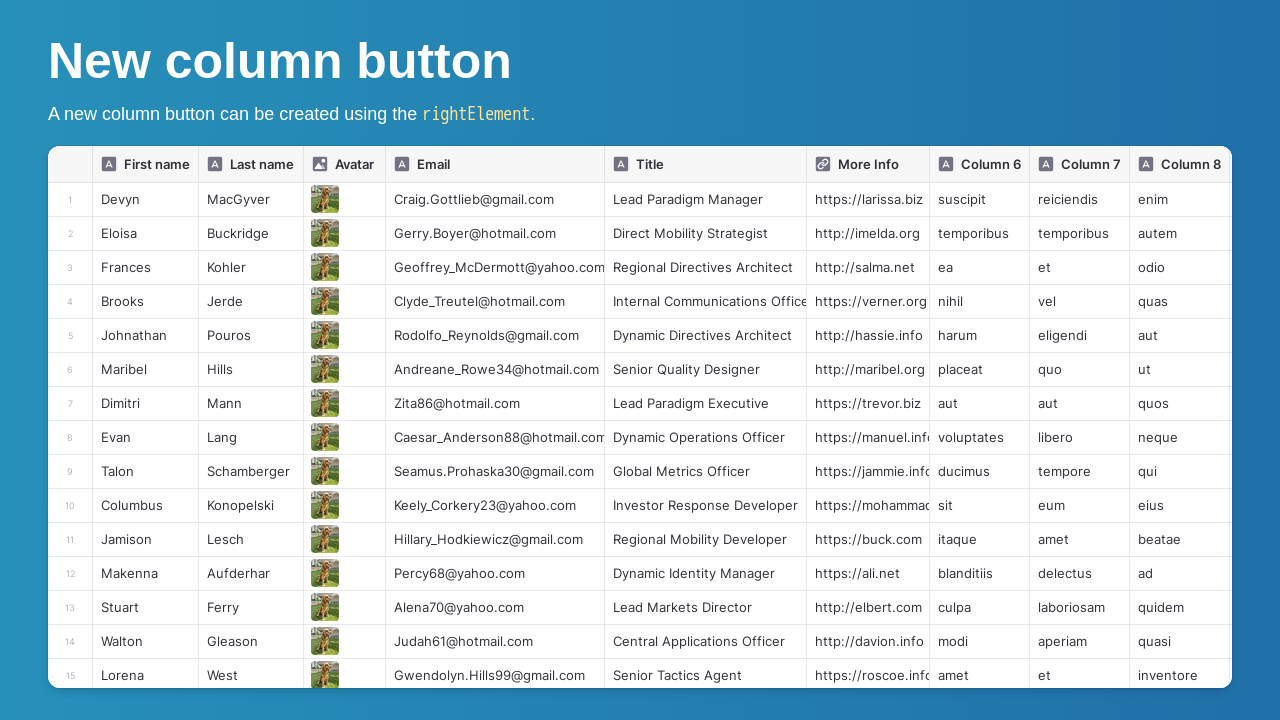 New column button
A new column button can be created using the rightElement.
First name Last name Avatar Email Title More Info Column 6 Column 7 Column 8
1 Devyn MacGyver Craig.Gottlieb@gmail.com Lead Paradigm Manager https://larissa.biz suscipit reiciendis enim
2 Eloisa Buckridge Gerry.Boyer@hotmail.com Direct Mobility Strategist http://imelda.org temporibus temporibus autem
3 Frances Kohler Geoffrey_McDermott@yahoo.com Regional Directives Architect http://salma.net ea et odio
4 Brooks Jerde Clyde_Treutel@hotmail.com Internal Communications Office https://verner.org nihil vel quas
5 Johnathan Pouros Rodolfo_Reynolds@gmail.com Dynamic Directives Architect http://hassie.info harum eligendi aut
6 Maribel Hills Andreane_Rowe34@hotmail.com Senior Quality Designer http://maribel.org placeat quo ut
7 Dimitri Mann Zita86@hotmail.com Lead Paradigm Executive https://trevor.biz aut aut quos
8 Evan Lang Caesar_Anderson88@hotmail.com Dynamic Operations Officer https://manuel.info voluptates libero neque
9 Talon Schamberger Seamus.Prohaska30@gmail.com Global Metrics Officer https://jammie.info ducimus tempore qui
10 Columbus Konopelski Keely_Corkery23@yahoo.com Investor Response Developer https://mohammad sit eum eius
11 Jamison Lesch Hillary_Hodkiewicz@gmail.com Regional Mobility Developer https://buck.com itaque amet beatae
12 Makenna Aufderhar Percy68@yahoo.com Dynamic Identity Manager https://ali.net blanditiis delectus ad
13 Stuart Ferry Alena70@yahoo.com Lead Markets Director http://elbert.com culpa laboriosam quidem
14 Walton Gleason Judah61@hotmail.com Central Applications Officer http://davion.info modi aperiam quasi
15 Lorena West Gwendolyn.Hills99@gmail.com Senior Tactics Agent https://roscoe.info amet et inventore